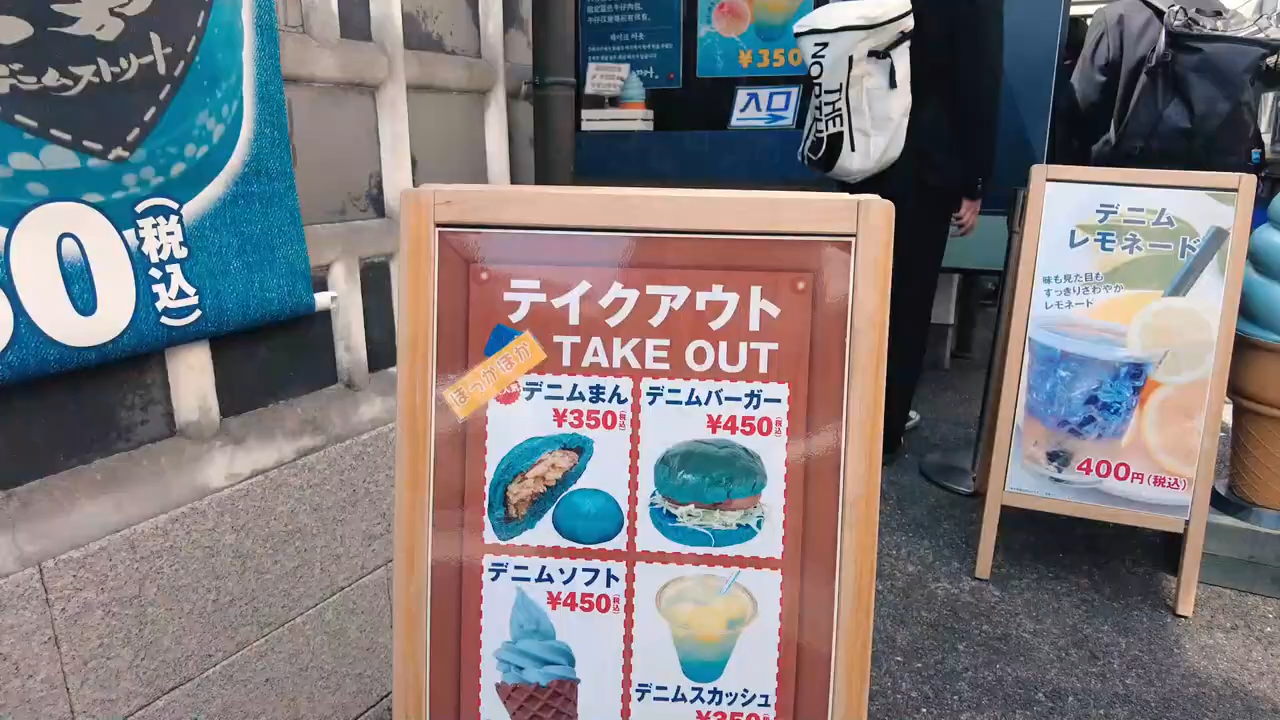 デニムストリート
0
(税込)
¥350
入口
THE
NORTH
テイクアウト
TAKE OUT
ほっかほか
デニムまん
¥350(税込)
デニムバーガー
¥450(税込)
デニムソフト
¥450(税込)
デニムスカッシュ
¥350
デニム
レモネード
味も見た目も
すっきりさわやか
レモネード
400円(税込)